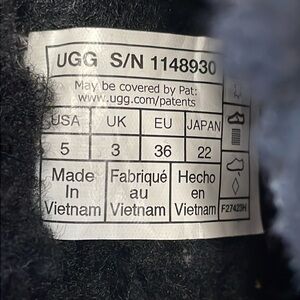 UGG S/N 1148930
May be covered by Pat:
www.ugg.com/patents
USA UK EU JAPAN
5 3 36 22
Made Fabriqué Hecho
In au en
Vietnam Vietnam Vietnam
F27423H